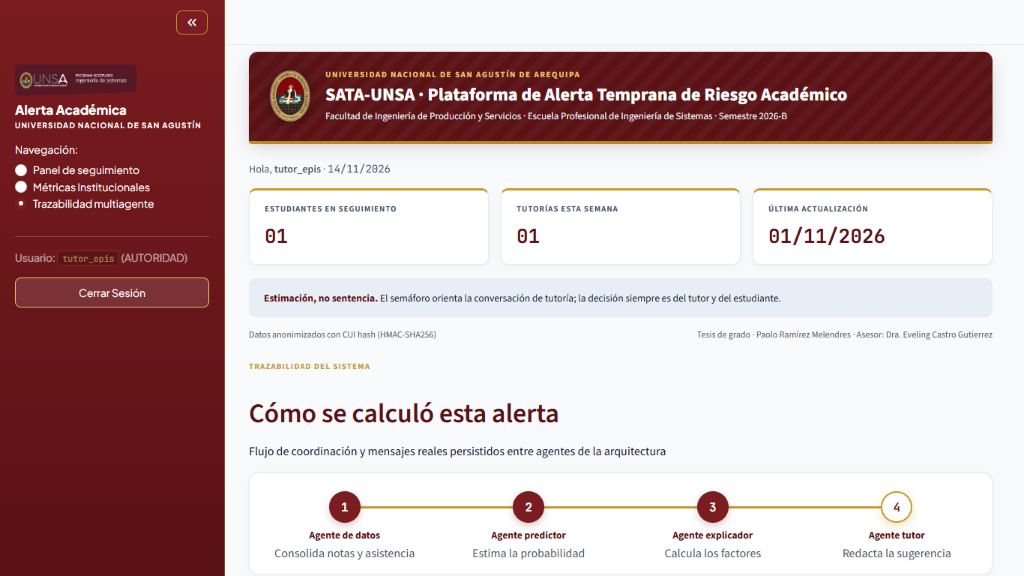 «
UNSA
Ingeniería de Sistemas
Alerta Académica
UNIVERSIDAD NACIONAL DE SAN AGUSTÍN
Navegación:
Panel de seguimiento
Métricas Institucionales
Trazabilidad multiagente
Usuario: tutor_epis (AUTORIDAD)
Cerrar Sesión
UNIVERSIDAD NACIONAL DE SAN AGUSTÍN DE AREQUIPA
SATA-UNSA · Plataforma de Alerta Temprana de Riesgo Académico
Facultad de Ingeniería de Producción y Servicios · Escuela Profesional de Ingeniería de Sistemas · Semestre 2026-B
Hola, tutor_epis · 14/11/2026
ESTUDIANTES EN SEGUIMIENTO
01
TUTORÍAS ESTA SEMANA
01
ÚLTIMA ACTUALIZACIÓN
01/11/2026
Estimación, no sentencia. El semáforo orienta la conversación de tutoría; la decisión siempre es del tutor y del estudiante.
Datos anonimizados con CUI hash (HMAC-SHA256)
Tesis de grado · Paolo Ramírez Melendres · Asesor: Dra. Eveling Castro Gutierrez
TRAZABILIDAD DEL SISTEMA
Cómo se calculó esta alerta
Flujo de coordinación y mensajes reales persistidos entre agentes de la arquitectura
1
Agente de datos
Consolida notas y asistencia
2
Agente predictor
Estima la probabilidad
3
Agente explicador
Calcula los factores
4
Agente tutor
Redacta la sugerencia